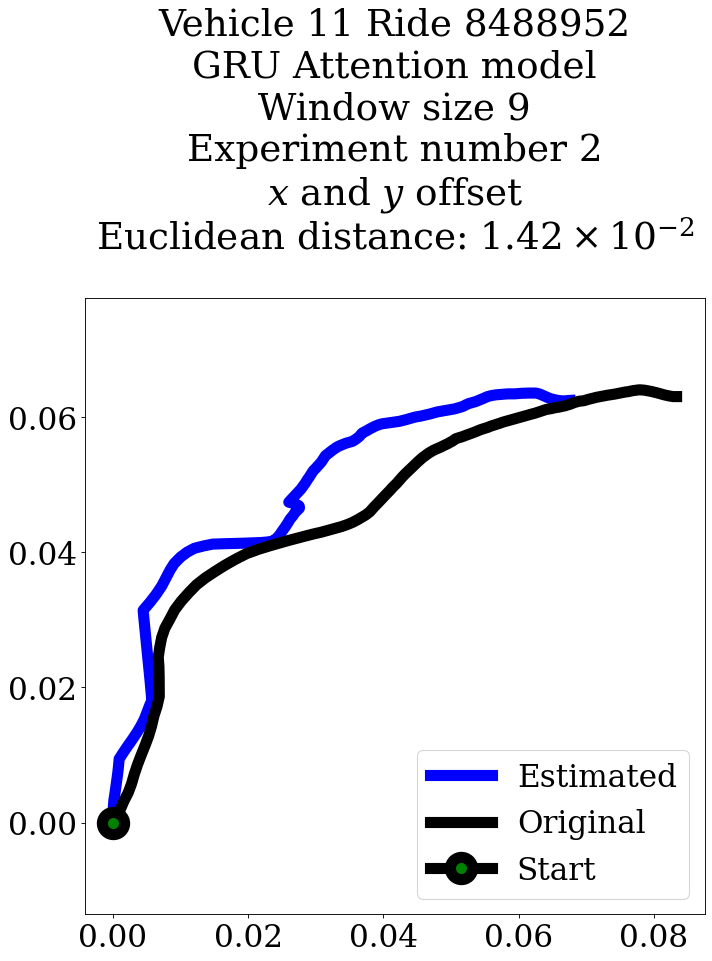 Vehicle 11 Ride 8488952
GRU Attention model
Window size 9
Experiment number 2
x and y offset
Euclidean distance: 1.42 × 10⁻²
0.06
0.04
0.02
0.00
Estimated
Original
Start
0.00 0.02 0.04 0.06 0.08